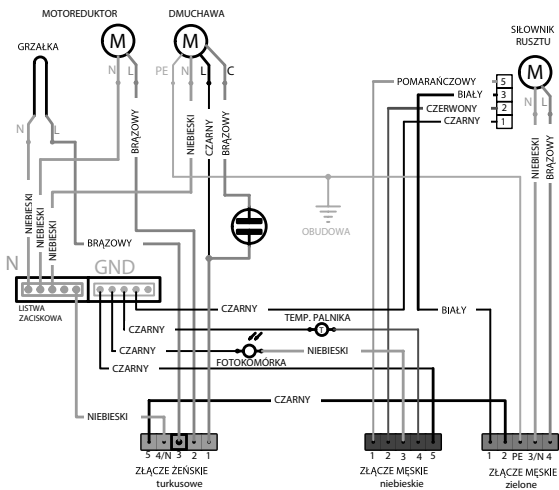 MOTOREDUKTOR
DMUCHAWA
SIŁOWNIK
RUSZTU
GRZAŁKA
M
M
M
N L
PE N L C
N L
N L
POMARAŃCZOWY 5
BIAŁY 3
CZERWONY 2
CZARNY 1
BRĄZOWY
NIEBIESKI
CZARNY
BRĄZOWY
NIEBIESKI
BRĄZOWY
NIEBIESKI
NIEBIESKI
NIEBIESKI
OBUDOWA
BRĄZOWY
N
GND
LISTWA
ZACISKOWA
CZARNY
BIAŁY
TEMP. PALNIKA
CZARNY
T
CZARNY
NIEBIESKI
FOTOKOMÓRKA
CZARNY
CZARNY
NIEBIESKI
5 4/N 3 2 1
1 2 3 4 5
1 2 PE 3/N 4
ZŁĄCZE ŻEŃSKIE
turkusowe
ZŁĄCZE MĘSKIE
niebieskie
ZŁĄCZE MĘSKIE
zielone